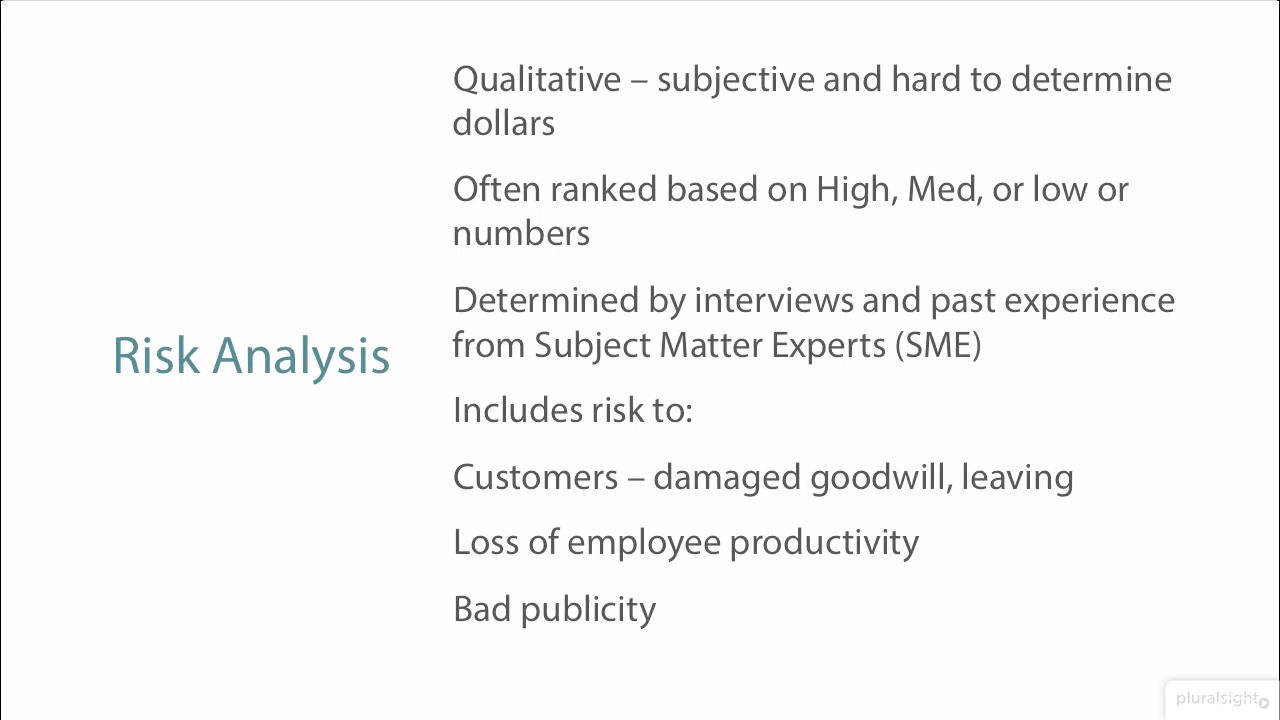 Risk Analysis
Qualitative – subjective and hard to determine
dollars
Often ranked based on High, Med, or low or
numbers
Determined by interviews and past experience
from Subject Matter Experts (SME)
Includes risk to:
Customers – damaged goodwill, leaving
Loss of employee productivity
Bad publicity
pluralsight